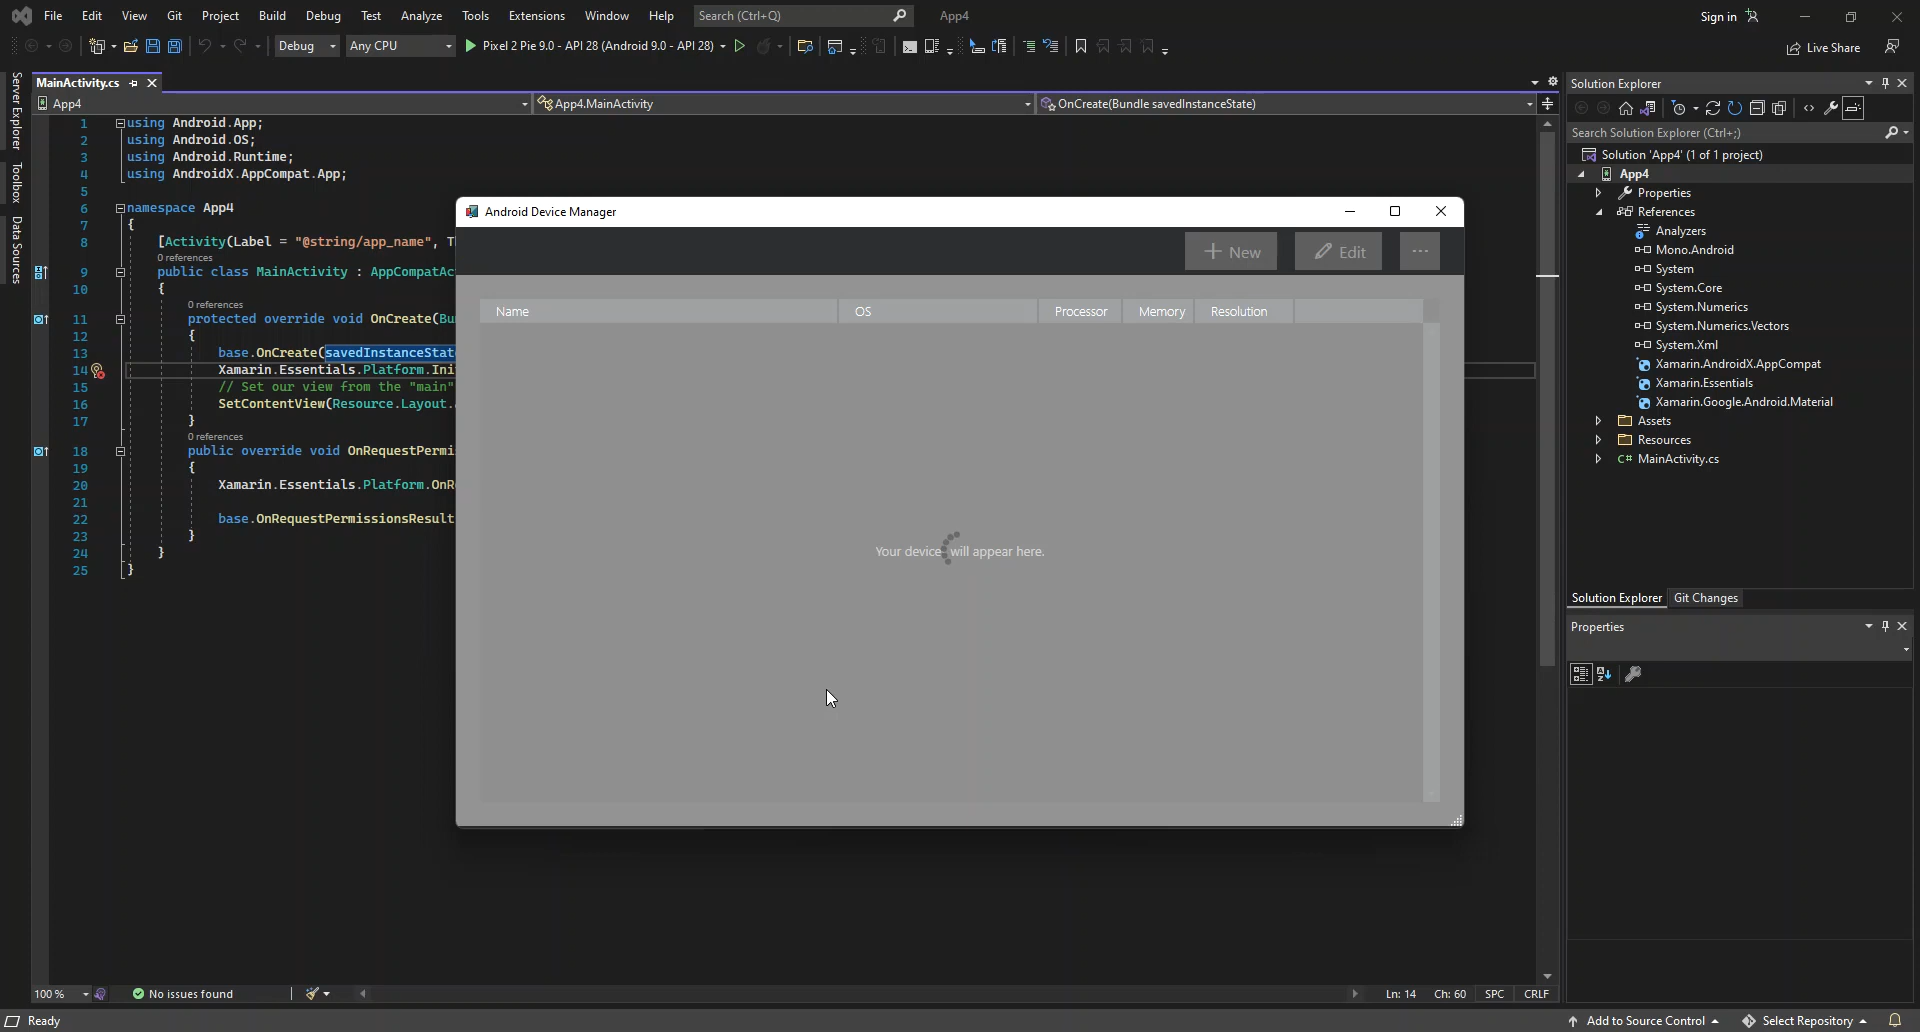 File Edit View Git Project Build Debug Test Analyze Tools Extensions Window Help Search (Ctrl+Q) App4 Sign in
Debug Any CPU Pixel 2 Pie 9.0 - API 28 (Android 9.0 - API 28) Live Share
Server Explorer
Toolbox
Data Sources
MainActivity.cs
App4 App4.MainActivity OnCreate(Bundle savedInstanceState)
1 using Android.App;
2 using Android.OS;
3 using Android.Runtime;
4 using AndroidX.AppCompat.App;
5
6 namespace App4
7 {
8 [Activity(Label = "@string/app_name", T
0 references
9 public class MainActivity : AppCompatAc
10 {
0 references
11 protected override void OnCreate(Bu
12 {
13 base.OnCreate(savedInstanceStat
14 Xamarin.Essentials.Platform.Ini
15 // Set our view from the "main"
16 SetContentView(Resource.Layout.
17 }
0 references
18 public override void OnRequestPermi
19 {
20 Xamarin.Essentials.Platform.OnR
21
22 base.OnRequestPermissionsResult
23 }
24 }
25 }
Android Device Manager
New Edit ...
Name OS Processor Memory Resolution
Your device will appear here.
Solution Explorer
Search Solution Explorer (Ctrl+;)
Solution 'App4' (1 of 1 project)
App4
Properties
References
Analyzers
Mono.Android
System
System.Core
System.Numerics
System.Numerics.Vectors
System.Xml
Xamarin.AndroidX.AppCompat
Xamarin.Essentials
Xamarin.Google.Android.Material
Assets
Resources
C# MainActivity.cs
Solution Explorer Git Changes
Properties
100 % No issues found Ln: 14 Ch: 60 SPC CRLF
Ready Add to Source Control Select Repository